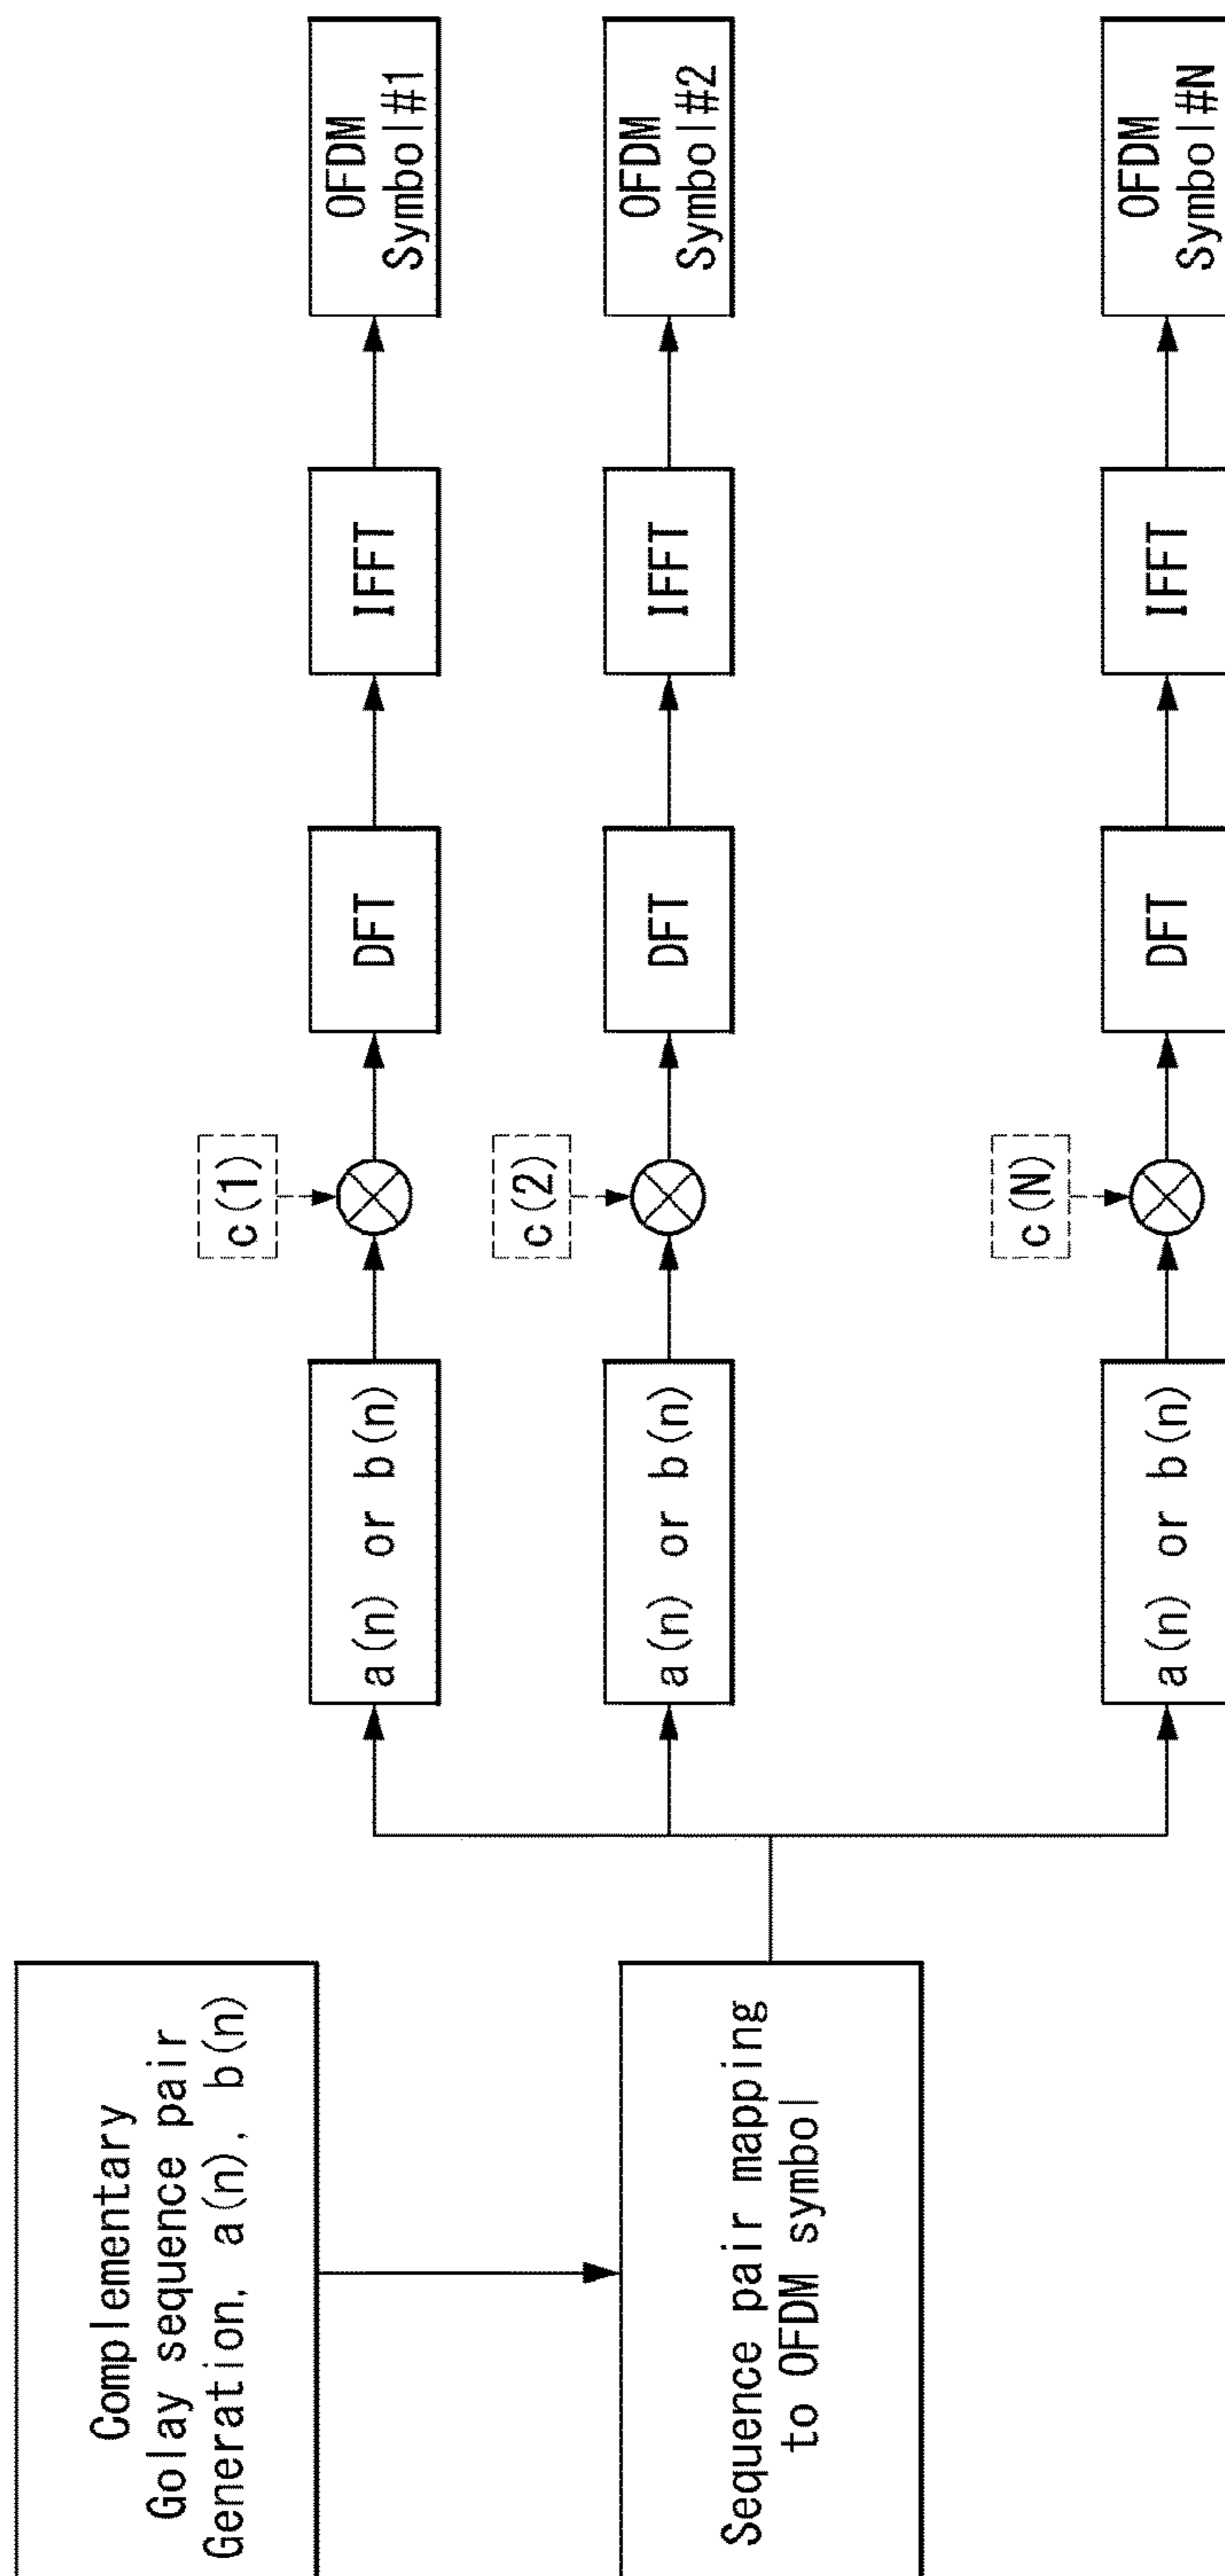 Complementary
Golay sequence pair
Generation, a(n), b(n)
Sequence pair mapping
to OFDM symbol
a(n) or b(n)
c(1)
DFT
IFFT
OFDM
Symbol#1
a(n) or b(n)
c(2)
DFT
IFFT
OFDM
Symbol#2
a(n) or b(n)
c(N)
DFT
IFFT
OFDM
Symbol#N